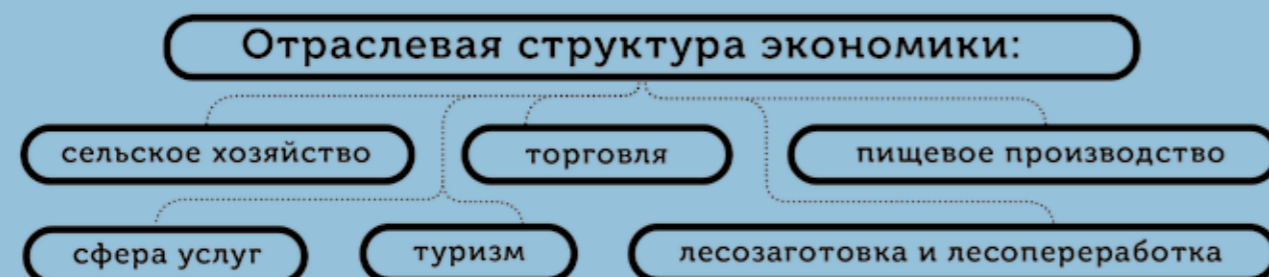 Отраслевая структура экономики:
сельское хозяйство
торговля
пищевое производство
сфера услуг
туризм
лесозаготовка и лесопереработка